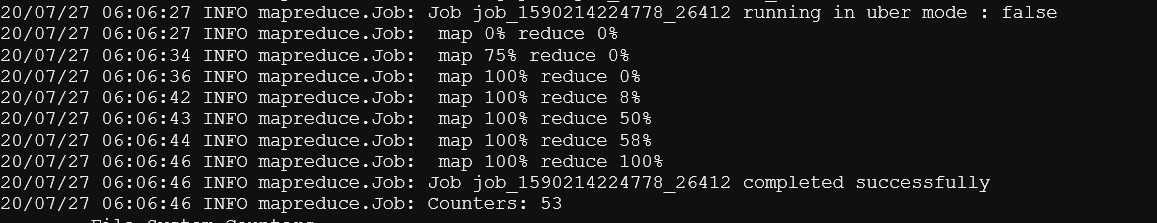 20/07/27 06:06:27 INFO mapreduce.Job: Job job_1590214224778_26412 running in uber mode : false
20/07/27 06:06:27 INFO mapreduce.Job:  map 0% reduce 0%
20/07/27 06:06:34 INFO mapreduce.Job:  map 75% reduce 0%
20/07/27 06:06:36 INFO mapreduce.Job:  map 100% reduce 0%
20/07/27 06:06:42 INFO mapreduce.Job:  map 100% reduce 8%
20/07/27 06:06:43 INFO mapreduce.Job:  map 100% reduce 50%
20/07/27 06:06:44 INFO mapreduce.Job:  map 100% reduce 58%
20/07/27 06:06:46 INFO mapreduce.Job:  map 100% reduce 100%
20/07/27 06:06:46 INFO mapreduce.Job: Job job_1590214224778_26412 completed successfully
20/07/27 06:06:46 INFO mapreduce.Job: Counters: 53
File System Counters